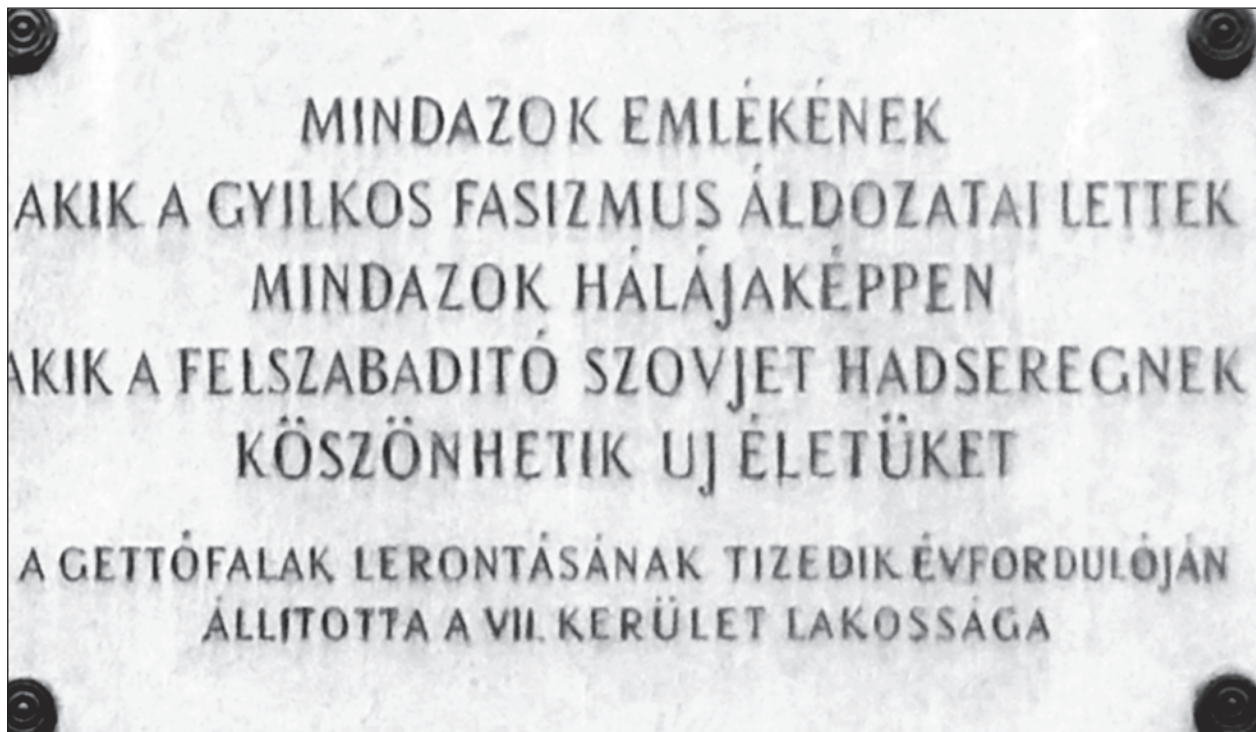 MINDAZOK EMLÉKÉNEK
AKIK A GYILKOS FASIZMUS ÁLDOZATAI LETTEK
MINDAZOK HÁLÁJAKÉPPEN
AKIK A FELSZABADITÓ SZOVJET HADSEREGNEK
KÖSZÖNHETIK UJ ÉLETÜKET
A GETTÓFALAK LERONTÁSÁNAK TIZEDIK ÉVFORDULÓJÁN
ÁLLITOTTA A VII. KERÜLET LAKOSSÁGA